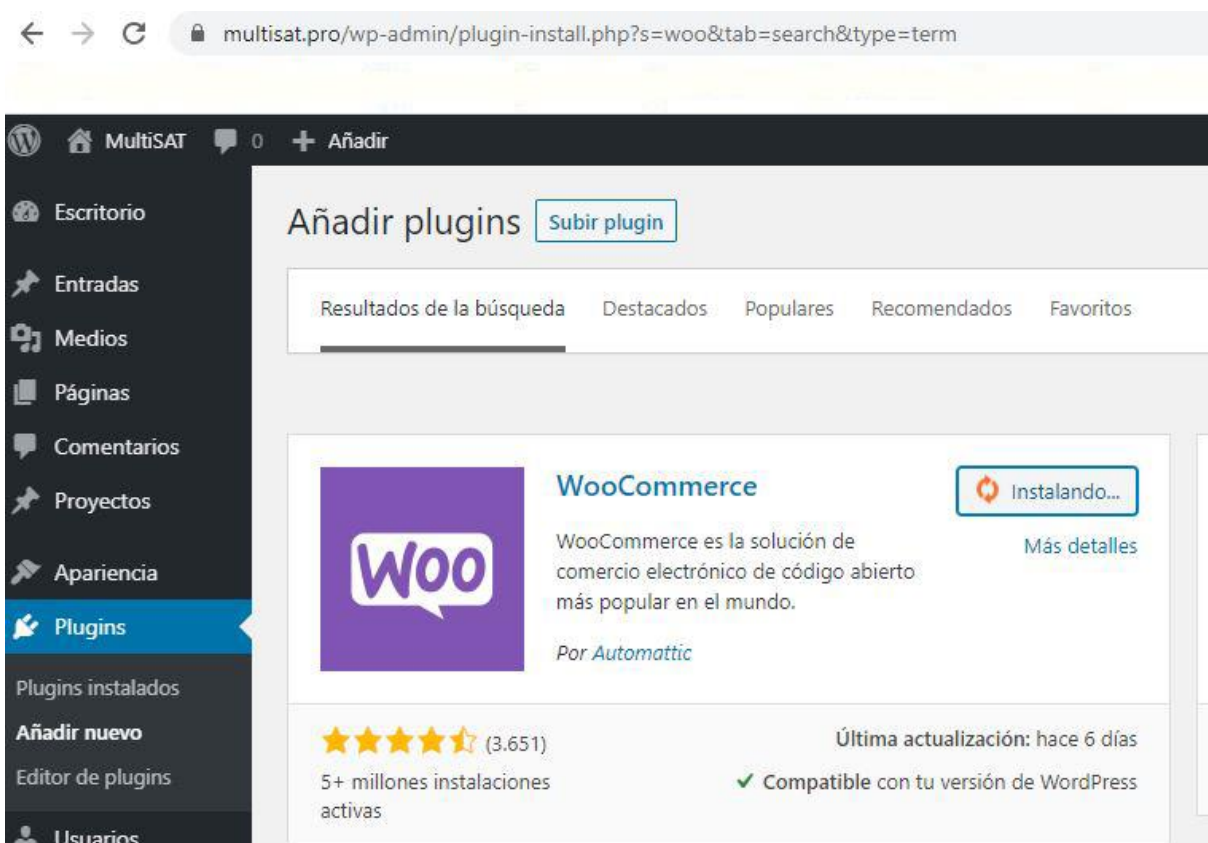 multisat.pro/wp-admin/plugin-install.php?s=woo&tab=search&type=term
MultiSAT 0 + Añadir
Escritorio
Entradas
Medios
Páginas
Comentarios
Proyectos
Apariencia
Plugins
Plugins instalados
Añadir nuevo
Editor de plugins
Usuarios
Añadir plugins Subir plugin
Resultados de la búsqueda Destacados Populares Recomendados Favoritos
Woo
WooCommerce
Instalando...
Más detalles
WooCommerce es la solución de
comercio electrónico de código abierto
más popular en el mundo.
Por Automattic
(3.651)
5+ millones instalaciones
activas
Última actualización: hace 6 días
Compatible con tu versión de WordPress